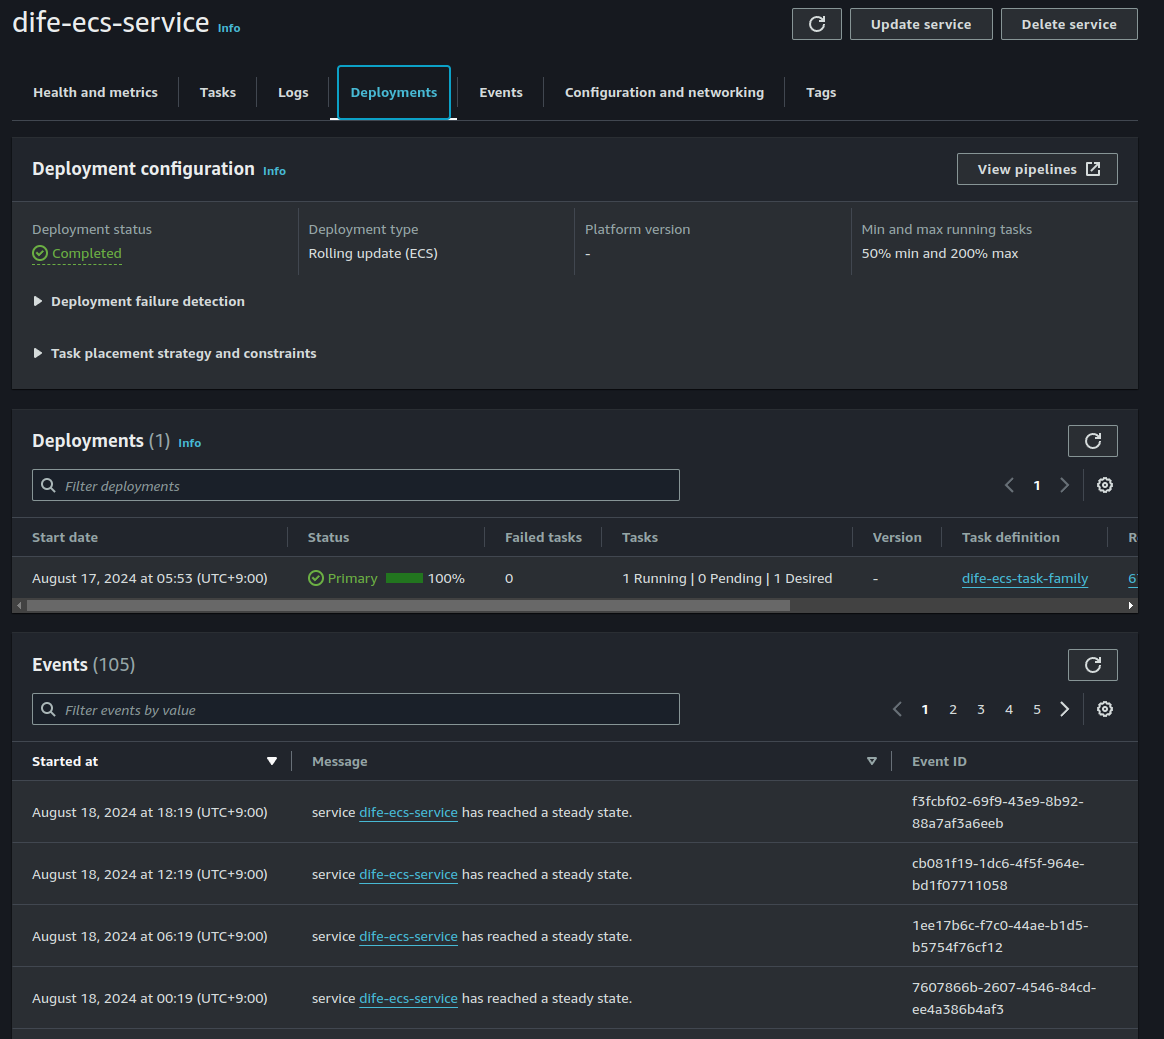 dife-ecs-service Info
Update service
Delete service
Health and metrics
Tasks
Logs
Deployments
Events
Configuration and networking
Tags
Deployment configuration Info
View pipelines
Deployment status
Completed
Deployment type
Rolling update (ECS)
Platform version
-
Min and max running tasks
50% min and 200% max
Deployment failure detection
Task placement strategy and constraints
Deployments (1) Info
Filter deployments
1
Start date Status Failed tasks Tasks Version Task definition
August 17, 2024 at 05:53 (UTC+9:00) Primary 100% 0 1 Running | 0 Pending | 1 Desired - dife-ecs-task-family
Events (105)
Filter events by value
1 2 3 4 5
Started at Message Event ID
August 18, 2024 at 18:19 (UTC+9:00) service dife-ecs-service has reached a steady state. f3fcbf02-69f9-43e9-8b92-
88a7af3a6eeb
August 18, 2024 at 12:19 (UTC+9:00) service dife-ecs-service has reached a steady state. cb081f19-1dc6-4f5f-964e-
bd1f07711058
August 18, 2024 at 06:19 (UTC+9:00) service dife-ecs-service has reached a steady state. 1ee17b6c-f7c0-44ae-b1d5-
b5754f76cf12
August 18, 2024 at 00:19 (UTC+9:00) service dife-ecs-service has reached a steady state. 7607866b-2607-4546-84cd-
ee4a386b4af3